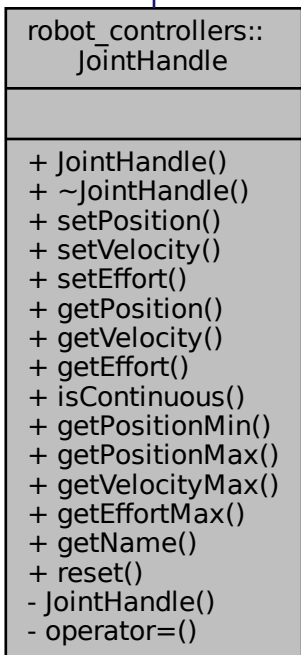 robot_controllers::
JointHandle
+ JointHandle()
+ ~JointHandle()
+ setPosition()
+ setVelocity()
+ setEffort()
+ getPosition()
+ getVelocity()
+ getEffort()
+ isContinuous()
+ getPositionMin()
+ getPositionMax()
+ getVelocityMax()
+ getEffortMax()
+ getName()
+ reset()
- JointHandle()
- operator=()